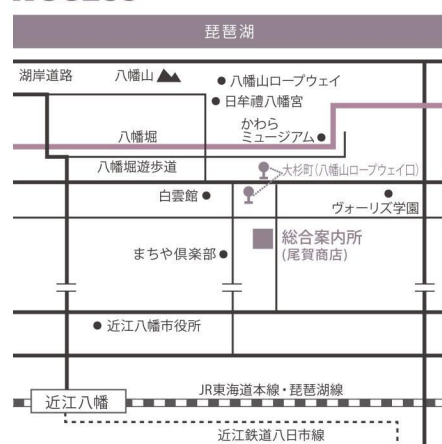 ACCESS
琵琶湖
湖岸道路
八幡山
八幡山ロープウェイ
日牟禮八幡宮
かわら
ミュージアム
八幡堀
八幡堀遊歩道
大杉町(八幡山ロープウェイ口)
白雲館
ヴォーリズ学園
総合案内所
(尾賀商店)
まちや倶楽部
近江八幡市役所
JR東海道本線・琵琶湖線
近江八幡
近江鉄道八日市線